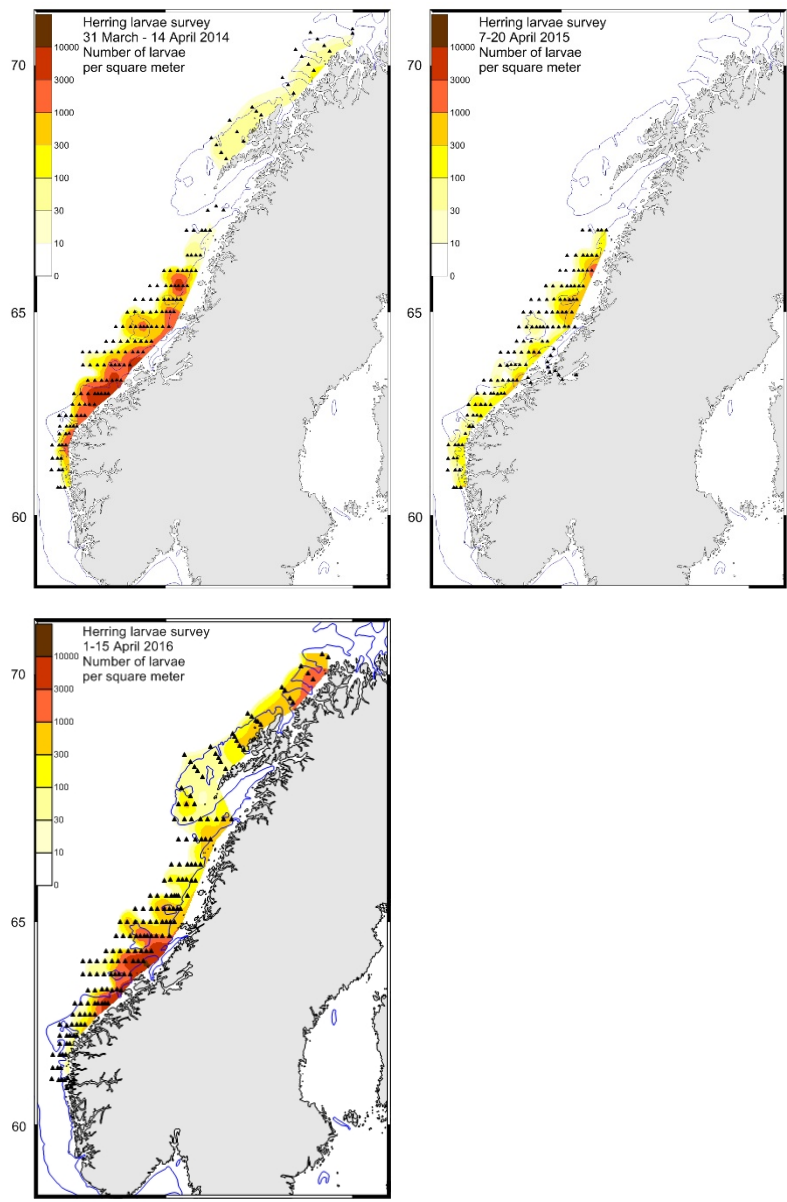 Herring larvae survey
31 March - 14 April 2014
Number of larvae
per square meter
10000
3000
1000
300
100
30
10
0
70
65
60
Herring larvae survey
7-20 April 2015
Number of larvae
per square meter
10000
3000
1000
300
100
30
10
0
70
65
60
Herring larvae survey
1-15 April 2016
Number of larvae
per square meter
10000
3000
1000
300
100
30
10
0
70
65
60